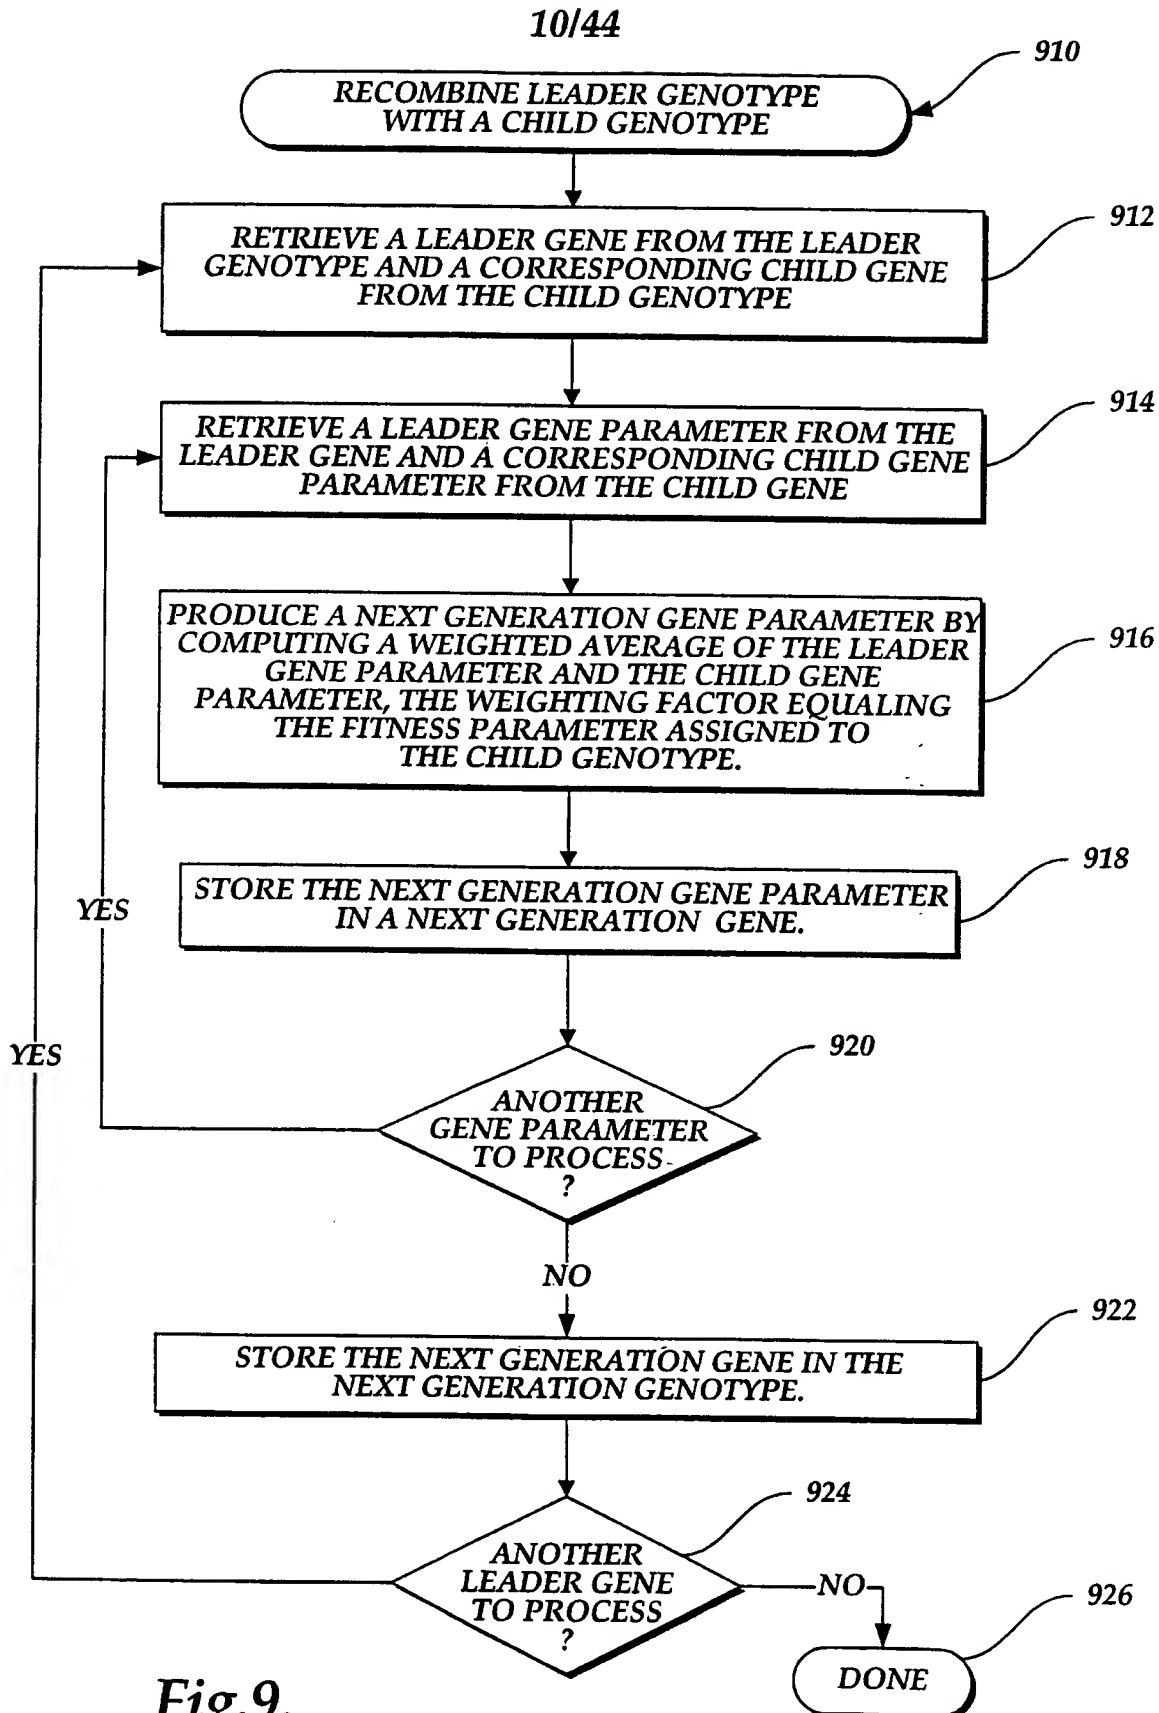 10/44
910
RECOMBINE LEADER GENOTYPE
WITH A CHILD GENOTYPE
912
RETRIEVE A LEADER GENE FROM THE LEADER
GENOTYPE AND A CORRESPONDING CHILD GENE
FROM THE CHILD GENOTYPE
914
RETRIEVE A LEADER GENE PARAMETER FROM THE
LEADER GENE AND A CORRESPONDING CHILD GENE
PARAMETER FROM THE CHILD GENE
916
PRODUCE A NEXT GENERATION GENE PARAMETER BY
COMPUTING A WEIGHTED AVERAGE OF THE LEADER
GENE PARAMETER AND THE CHILD GENE
PARAMETER, THE WEIGHTING FACTOR EQUALING
THE FITNESS PARAMETER ASSIGNED TO
THE CHILD GENOTYPE.
918
STORE THE NEXT GENERATION GENE PARAMETER
IN A NEXT GENERATION GENE.
YES
YES
920
ANOTHER
GENE PARAMETER
TO PROCESS
?
NO
922
STORE THE NEXT GENERATION GENE IN THE
NEXT GENERATION GENOTYPE.
924
ANOTHER
LEADER GENE
TO PROCESS
?
NO
926
DONE
Fig.9.